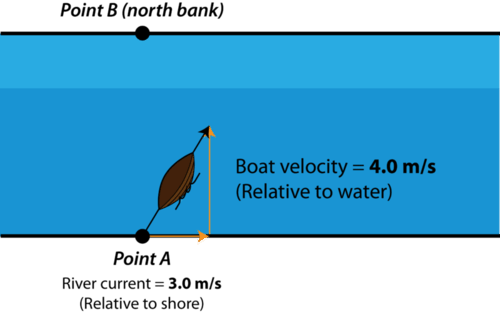 Point B (north bank)
Boat velocity = 4.0 m/s
(Relative to water)
Point A
River current = 3.0 m/s
(Relative to shore)